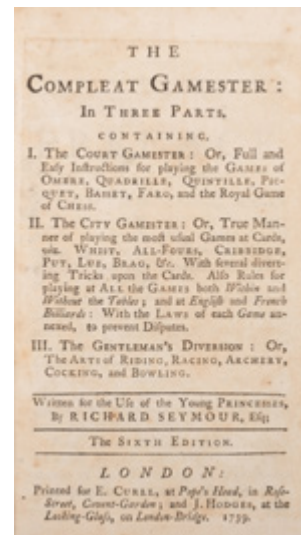 THE
COMPLEAT GAMESTER:
IN THREE PARTS,
CONTAINING,
I. The COURT GAMESTER: Or, Full and
Easy Instructions for playing the GAMES of
OMBRE, QUADRILLE, QUINTILLE, PIC-
QUET, BASSET, FARO, and the Royal Game
of CHESS.
II. The CITY GAMESTER: Or, True Man-
ner of playing the most usual Games at Cards,
viz. WHIST, ALL-FOURS, CRIBBIDGE,
PUT, LUE, BRAG, &c. With several divert-
ing Tricks upon the Cards. Also Rules for
playing at ALL the GAMES both Within and
Without the Tables; and at English and French
Billiards: With the LAWS of each Game an-
nexed, to prevent Disputes.
III. The GENTLEMAN'S DIVERSION: Or,
The ARTS of RIDING, RACING, ARCHERY,
COCKING, and BOWLING.
Written for the Use of the Young PRINCESSES,
By RICHARD SEYMOUR, Esq;
The SIXTH EDITION.
LONDON:
Printed for E. CURLL, at Pope's Head, in Rose-
Street, Covent-Garden; and J. HODGES, at the
Looking-Glass, on London-Bridge. 1739.